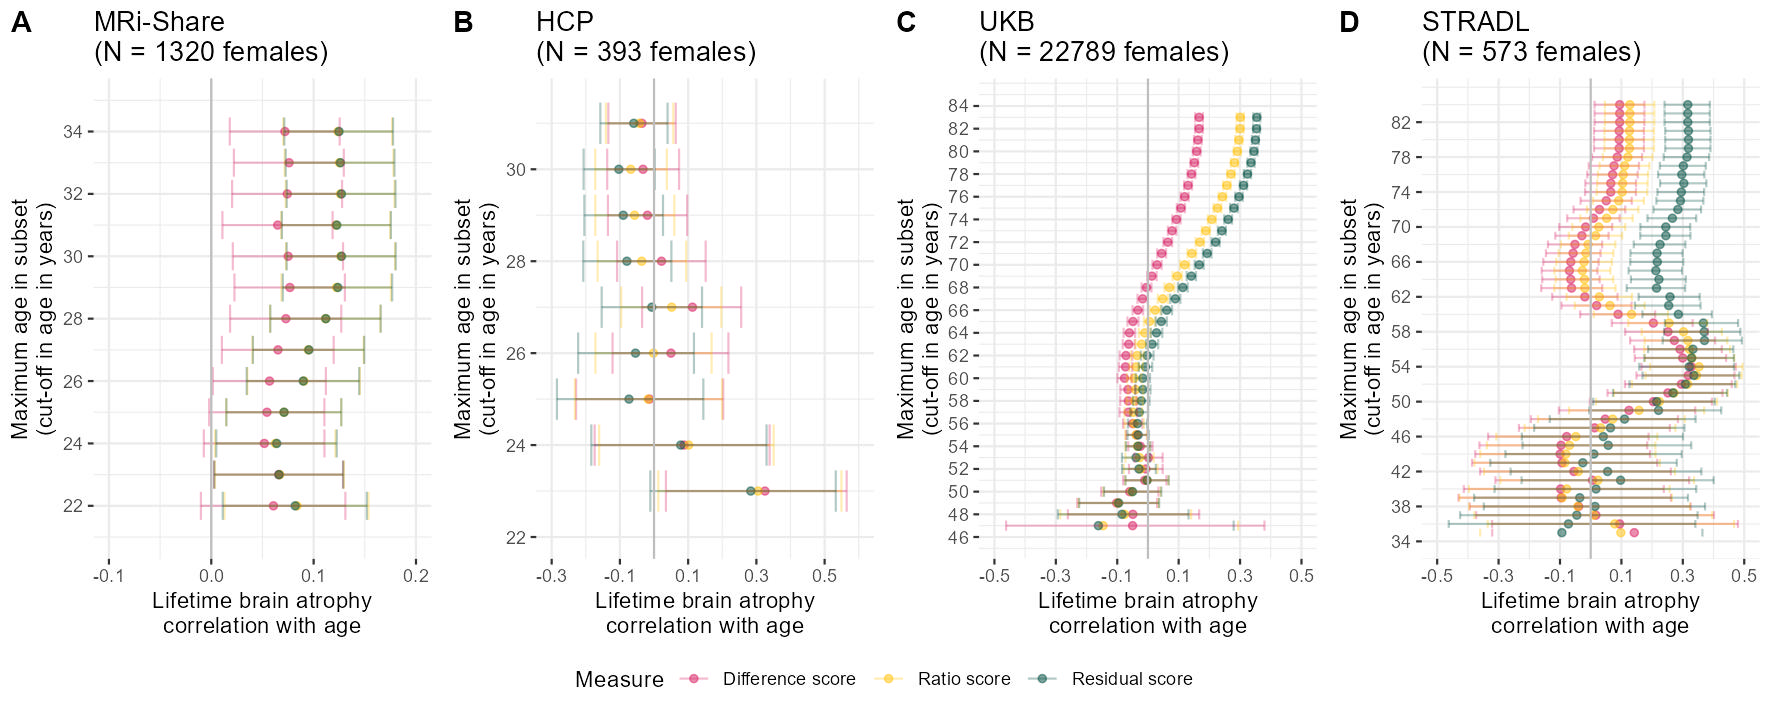 A
MRi-Share
(N = 1320 females)
B
HCP
(N = 393 females)
C
UKB
(N = 22789 females)
D
STRADL
(N = 573 females)
Maximum age in subset
(cut-off in age in years)
34
32
30
28
26
24
22
-0.1
0.0
0.1
0.2
Lifetime brain atrophy
correlation with age
Maximum age in subset
(cut-off in age in years)
30
28
26
24
22
-0.3
-0.1
0.1
0.3
0.5
Lifetime brain atrophy
correlation with age
Maximum age in subset
(cut-off in age in years)
84
82
80
78
76
74
72
70
68
66
64
62
60
58
56
54
52
50
48
46
-0.5
-0.3
-0.1
0.1
0.3
0.5
Lifetime brain atrophy
correlation with age
Maximum age in subset
(cut-off in age in years)
82
78
74
70
66
62
58
54
50
46
42
38
34
-0.5
-0.3
-0.1
0.1
0.3
0.5
Lifetime brain atrophy
correlation with age
Measure
Difference score
Ratio score
Residual score